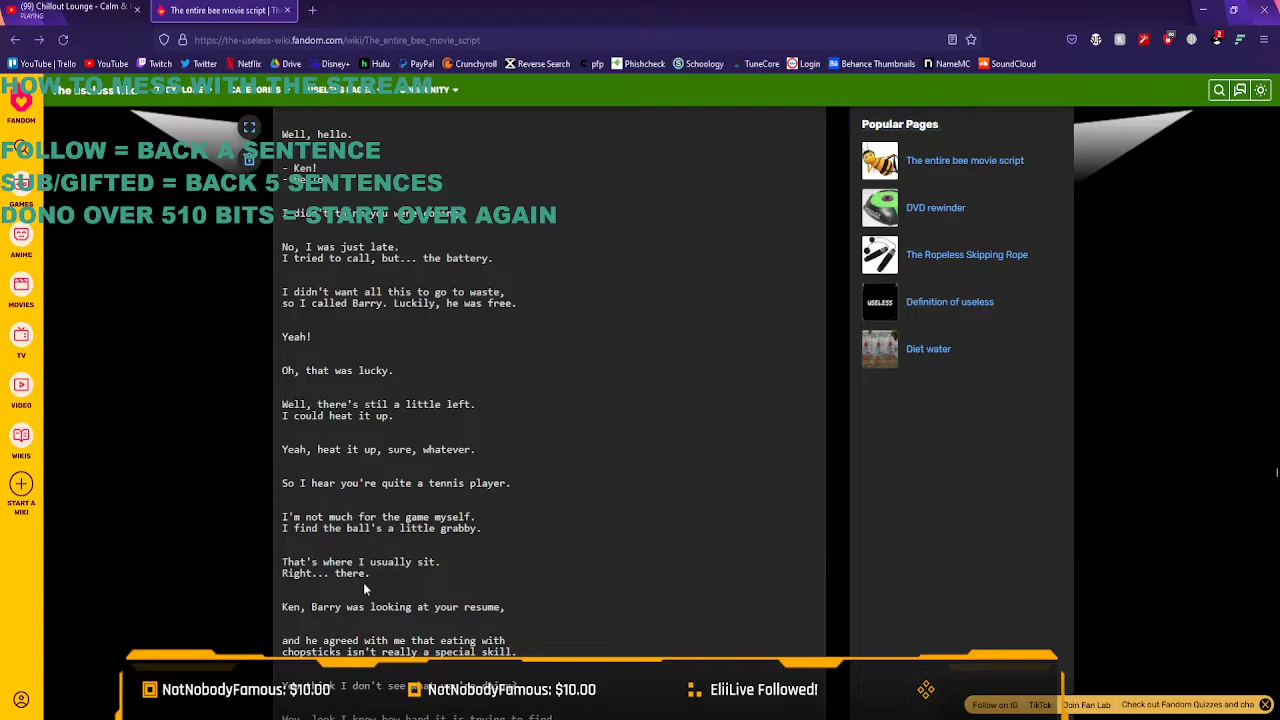 (99) Chillout Lounge - Calm &
PLAYING
The entire bee movie script | Th
https://the-useless-wiki.fandom.com/wiki/The_entire_bee_movie_script
YouTube | Trello
YouTube
Twitch
Twitter
Netflix
Drive
Disney+
Hulu
PayPal
Crunchyroll
Reverse Search
pfp
Phishcheck
Schoology
TuneCore
Login
Behance Thumbnails
NameMC
SoundCloud
HOW TO MESS WITH THE STREAM
FOLLOW = BACK A SENTENCE
SUB/GIFTED = BACK 5 SENTENCES
DONO OVER 510 BITS = START OVER AGAIN
FANDOM
GAMES
ANIME
MOVIES
TV
VIDEO
WIKIS
START A
WIKI
Well, hello.
- Ken!
No, I was just late.
I tried to call, but... the battery.
I didn't want all this to go to waste,
so I called Barry. Luckily, he was free.
Yeah!
Oh, that was lucky.
Well, there's stil a little left.
I could heat it up.
Yeah, heat it up, sure, whatever.
So I hear you're quite a tennis player.
I'm not much for the game myself.
I find the ball's a little grabby.
That's where I usually sit.
Right... there.
Ken, Barry was looking at your resume,
and he agreed with me that eating with
chopsticks isn't really a special skill.
Popular Pages
The entire bee movie script
DVD rewinder
The Ropeless Skipping Rope
USELESS
Definition of useless
Diet water
NotNobodyFamous: $10.00
NotNobodyFamous: $10.00
EliiLive Followed!
Follow on IG
TikTok
Join Fan Lab
Check out Fandom Quizzes and cha